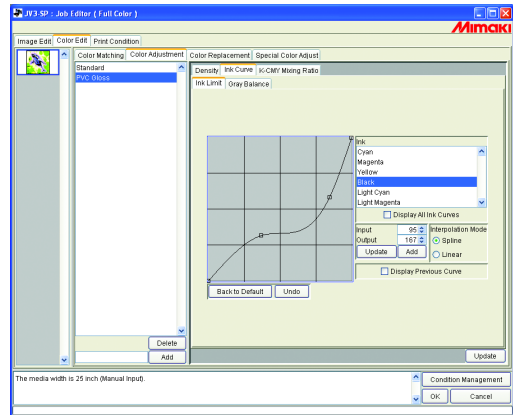 JV3-SP : Job Editor ( Full Color )
Mimaki
Image Edit Color Edit Print Condition
Color Matching Color Adjustment Color Replacement Special Color Adjust
Standard
PVC Gloss
Density Ink Curve K-CMY Mixing Ratio
Ink Limit Gray Balance
Ink
Cyan
Magenta
Yellow
Black
Light Cyan
Light Magenta
Display All Ink Curves
Input 95 Interpolation Mode
Output 167 Spline
Update Add Linear
Display Previous Curve
Back to Default Undo
Delete
Add
Update
The media width is 25 inch (Manual Input).
Condition Management
OK Cancel